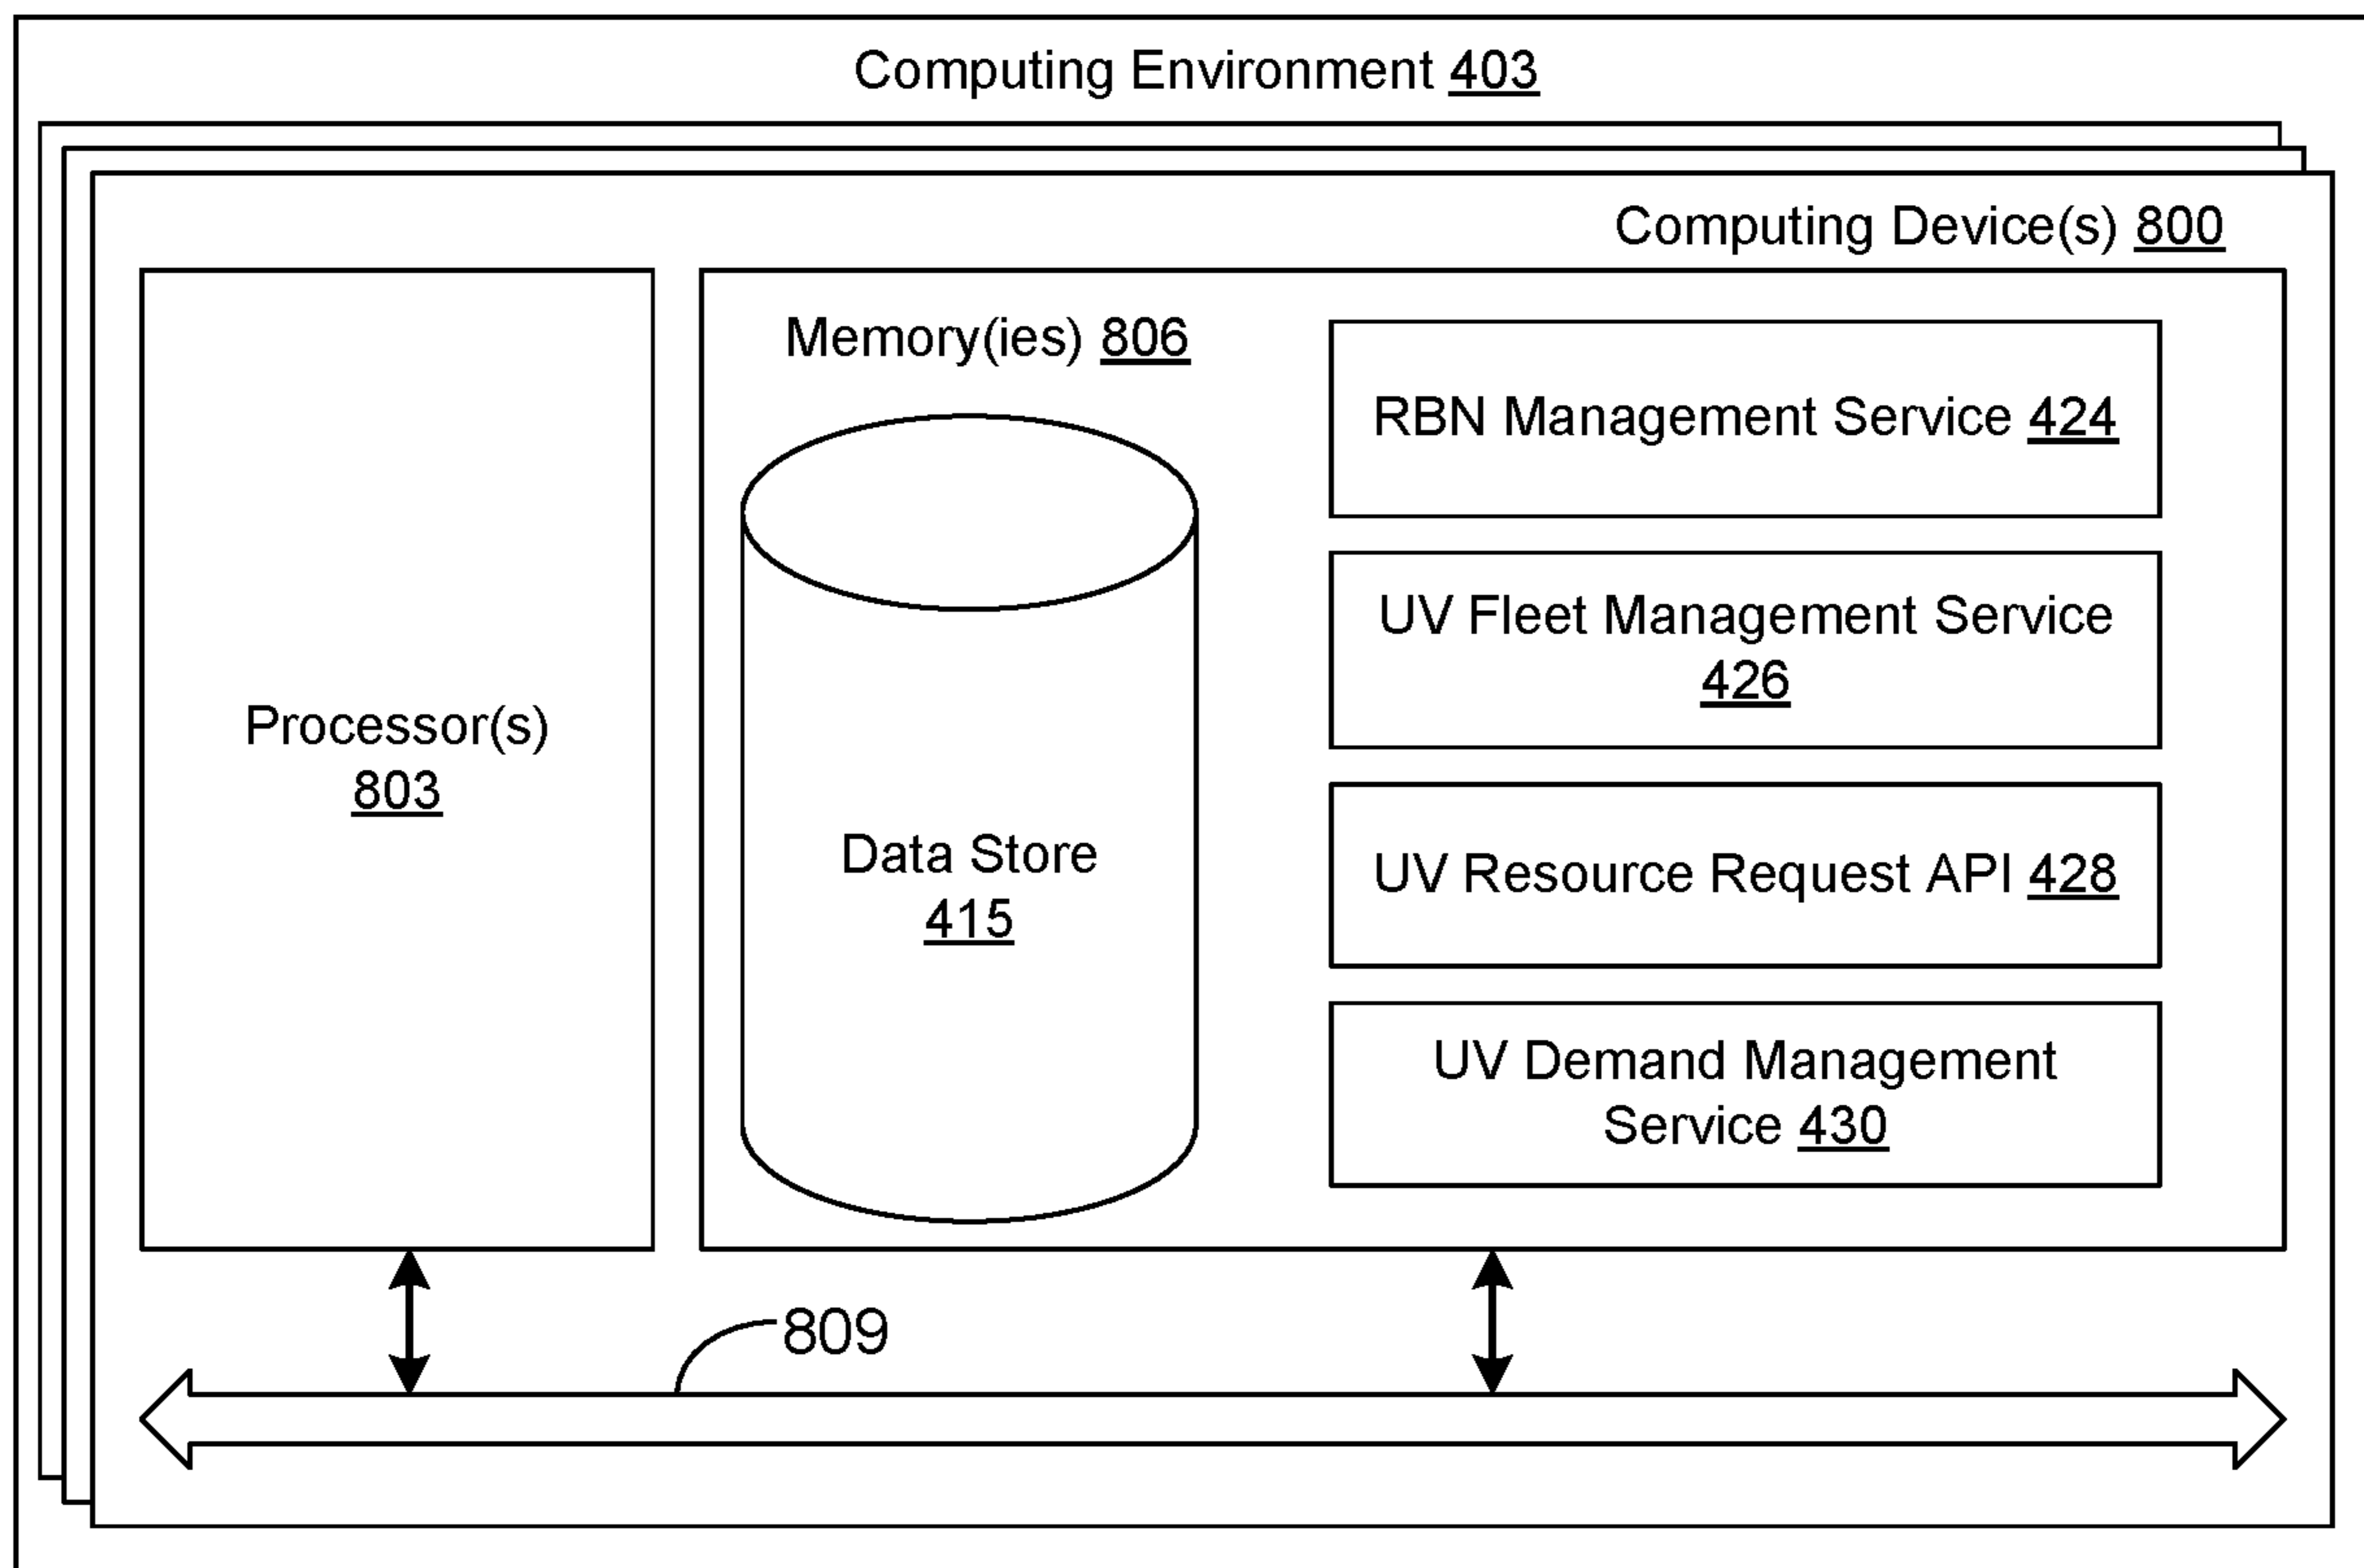 Computing Environment 403
Computing Device(s) 800
Processor(s)
803
Memory(ies) 806
Data Store
415
RBN Management Service 424
UV Fleet Management Service
426
UV Resource Request API 428
UV Demand Management
Service 430
809